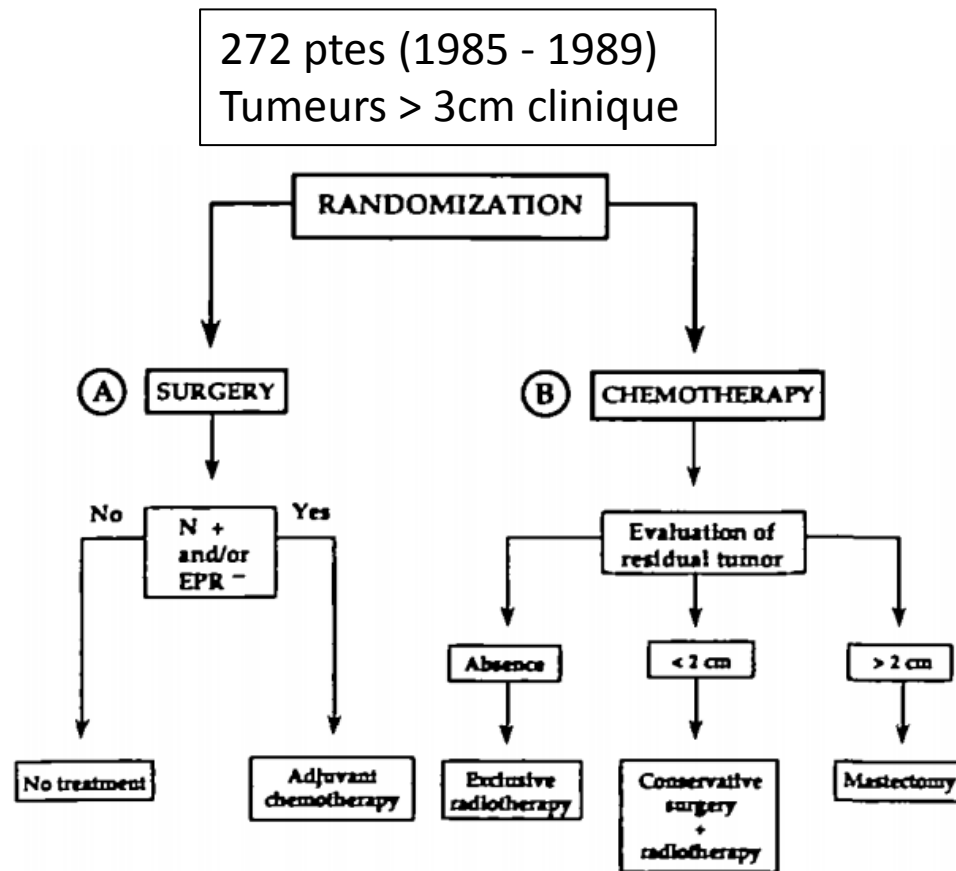 272 ptes (1985 - 1989)
Tumeurs > 3cm clinique
RANDOMIZATION
A
SURGERY
B
CHEMOTHERAPY
No
N +
and/or
EPR −
Yes
Evaluation of
residual tumor
Absence
< 2 cm
> 2 cm
No treatment
Adjuvant
chemotherapy
Exclusive
radiotherapy
Conservative
surgery
+
radiotherapy
Mastectomy